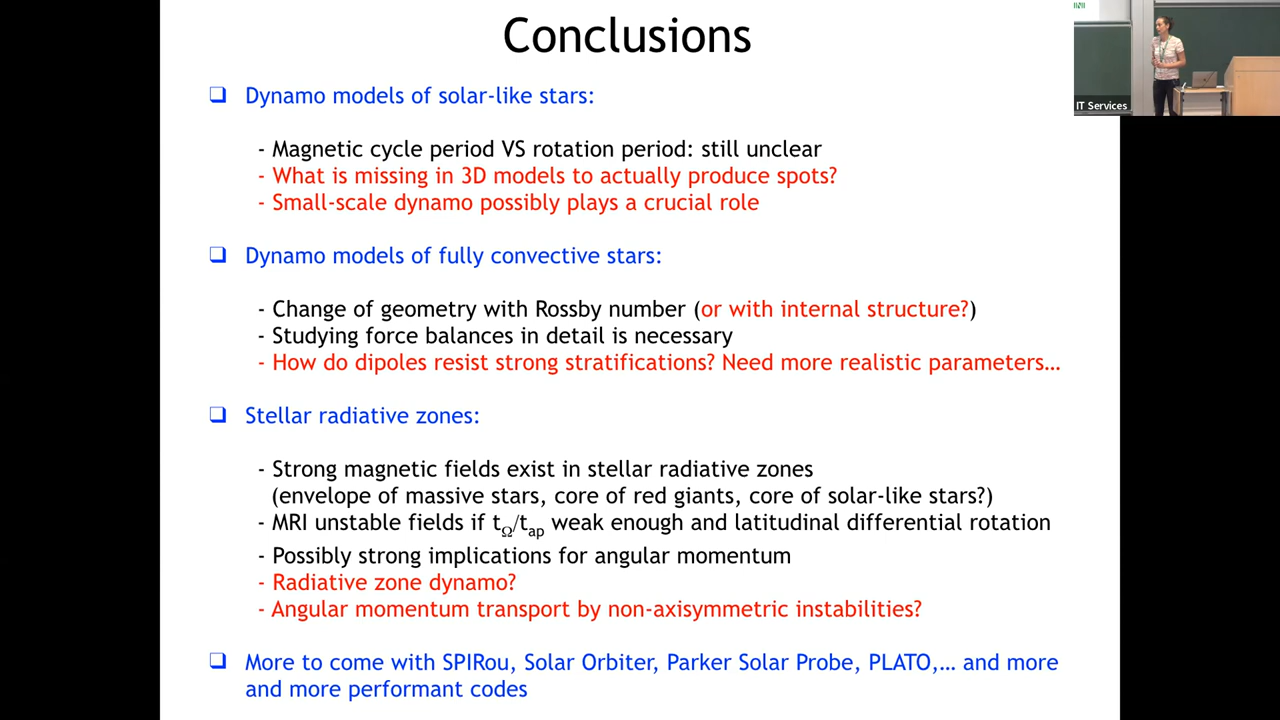 Conclusions
❑ Dynamo models of solar-like stars:
- Magnetic cycle period VS rotation period: still unclear
- What is missing in 3D models to actually produce spots?
- Small-scale dynamo possibly plays a crucial role
❑ Dynamo models of fully convective stars:
- Change of geometry with Rossby number (or with internal structure?)
- Studying force balances in detail is necessary
- How do dipoles resist strong stratifications? Need more realistic parameters…
❑ Stellar radiative zones:
- Strong magnetic fields exist in stellar radiative zones
(envelope of massive stars, core of red giants, core of solar-like stars?)
- MRI unstable fields if tΩ/tap weak enough and latitudinal differential rotation
- Possibly strong implications for angular momentum
- Radiative zone dynamo?
- Angular momentum transport by non-axisymmetric instabilities?
❑ More to come with SPIRou, Solar Orbiter, Parker Solar Probe, PLATO,… and more
and more performant codes
IT Services